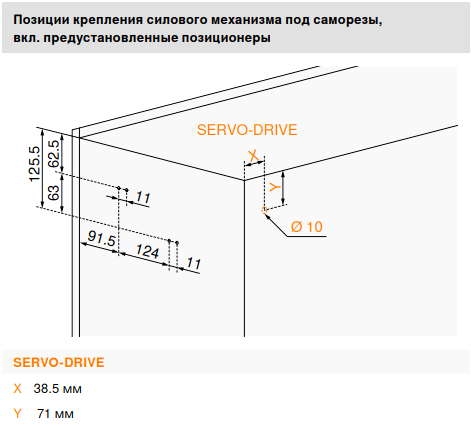 Позиции крепления силового механизма под саморезы,
вкл. предустановленные позиционеры
SERVO-DRIVE
X
Y
125.5
62.5
63
11
Ø 10
91.5
124
11
SERVO-DRIVE
X 38.5 мм
Y 71 мм